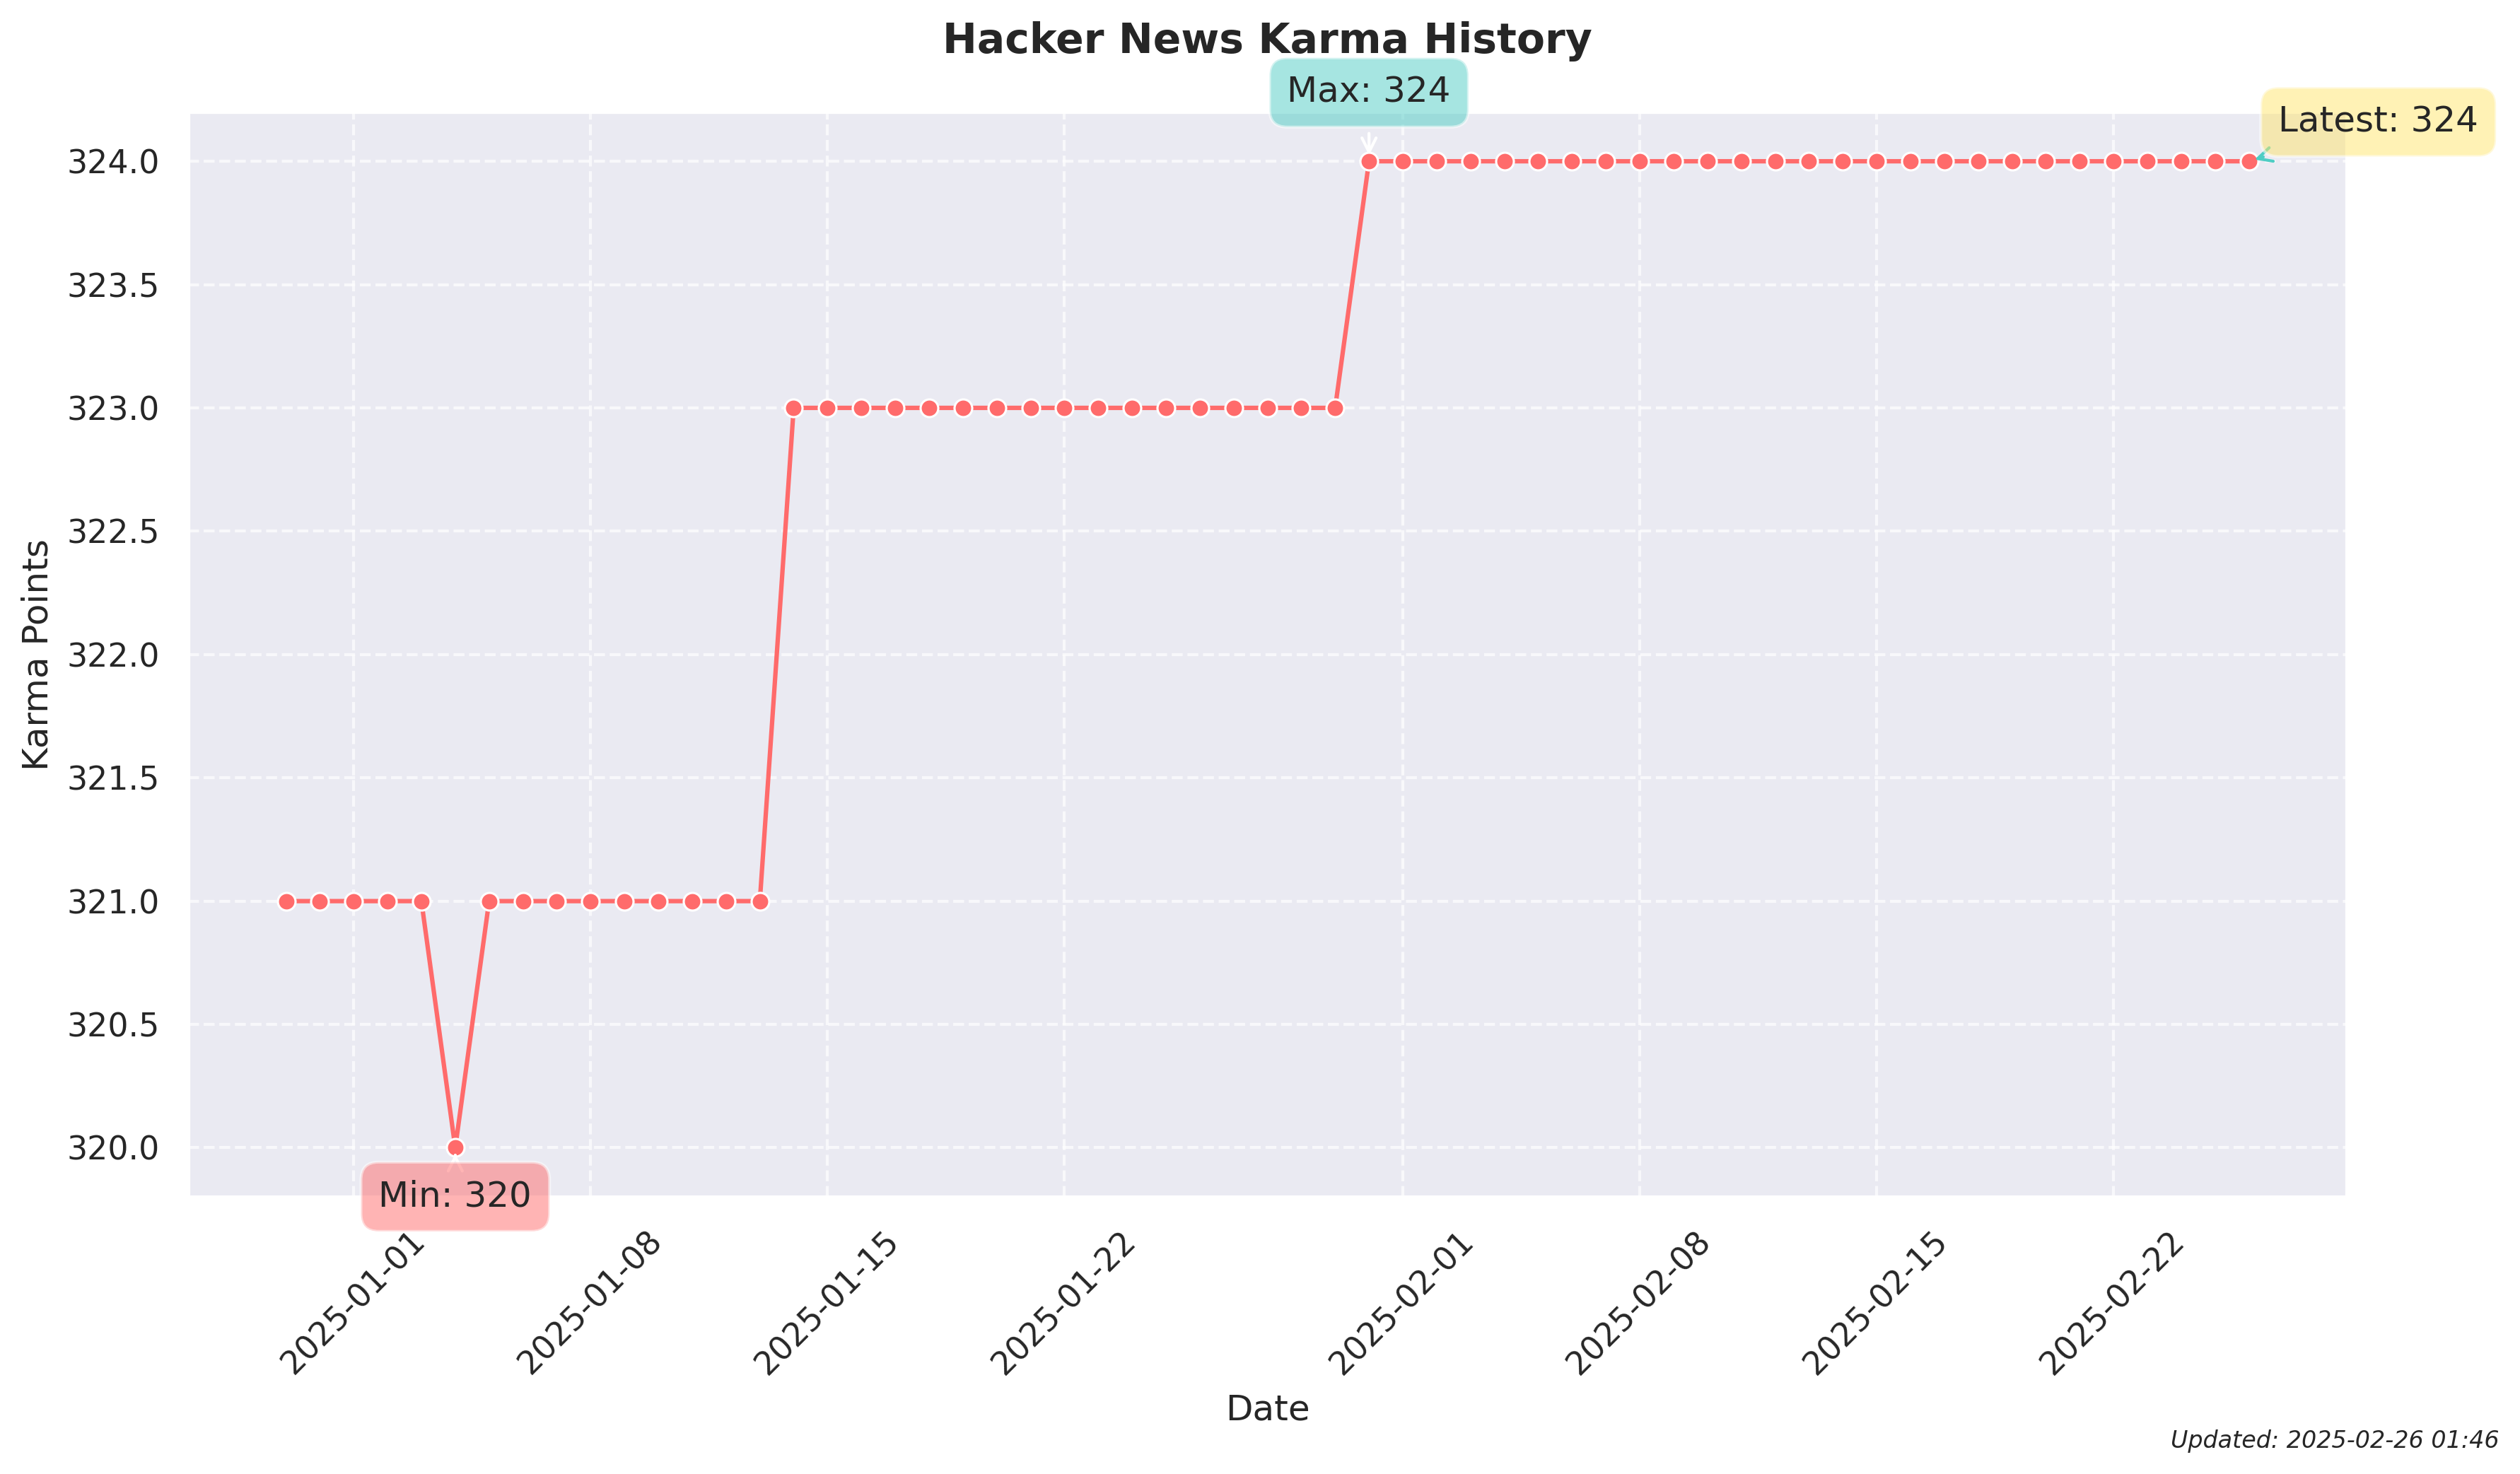 Hacker News Karma History
Max: 324
Latest: 324
324.0
323.5
323.0
322.5
322.0
321.5
321.0
320.5
320.0
Karma Points
Min: 320
2025-01-01
2025-01-08
2025-01-15
2025-01-22
2025-02-01
2025-02-08
2025-02-15
2025-02-22
Date
Updated: 2025-02-26 01:46